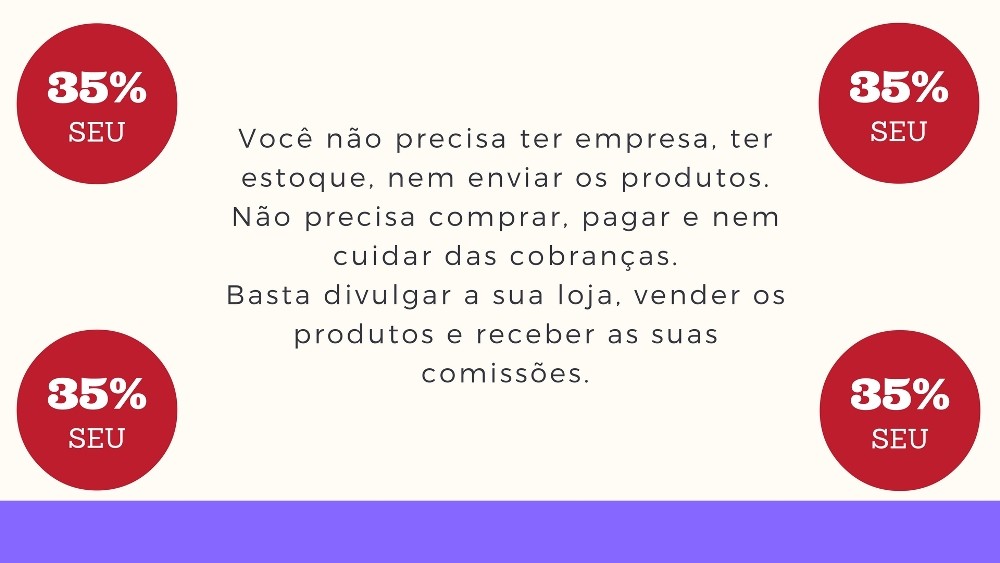 35%
SEU
35%
SEU
Você não precisa ter empresa, ter
estoque, nem enviar os produtos.
Não precisa comprar, pagar e nem
cuidar das cobranças.
Basta divulgar a sua loja, vender os
produtos e receber as suas
comissões.
35%
SEU
35%
SEU